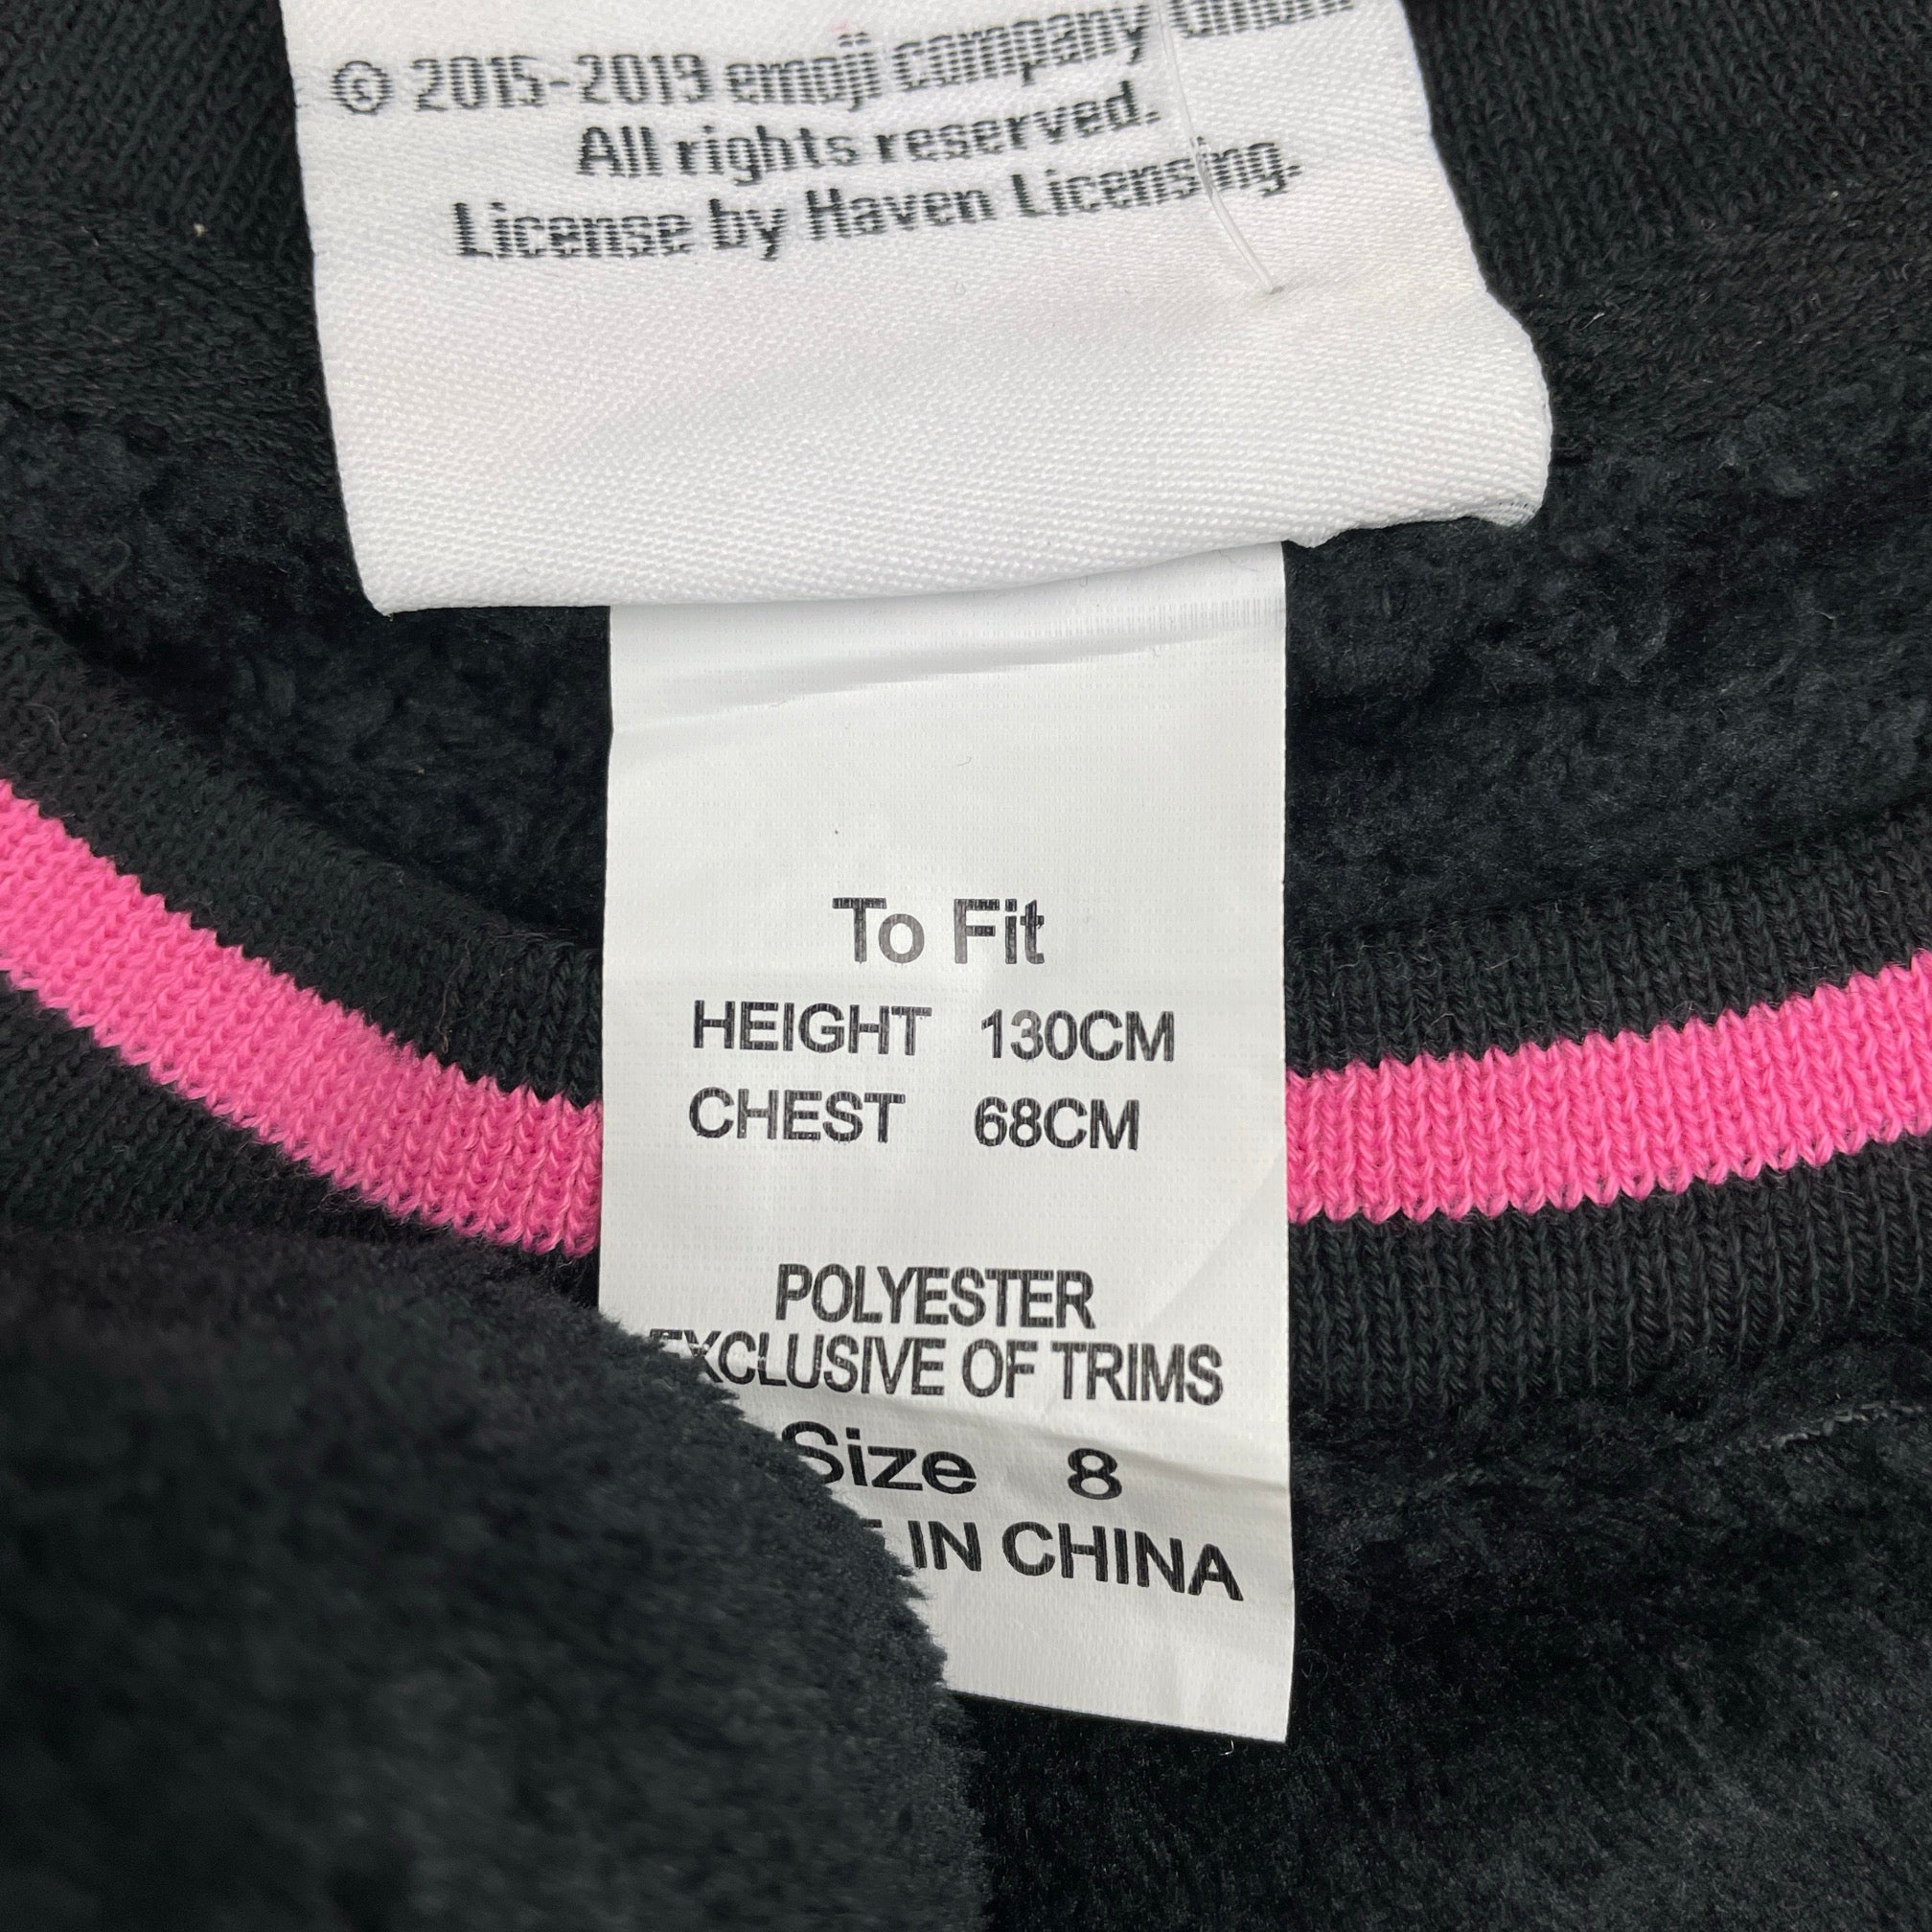 © 2015-2019 emoji company GmbH
All rights reserved.
License by Haven Licensing.
To Fit
HEIGHT 130CM
CHEST 68CM
POLYESTER
EXCLUSIVE OF TRIMS
Size 8
IN CHINA